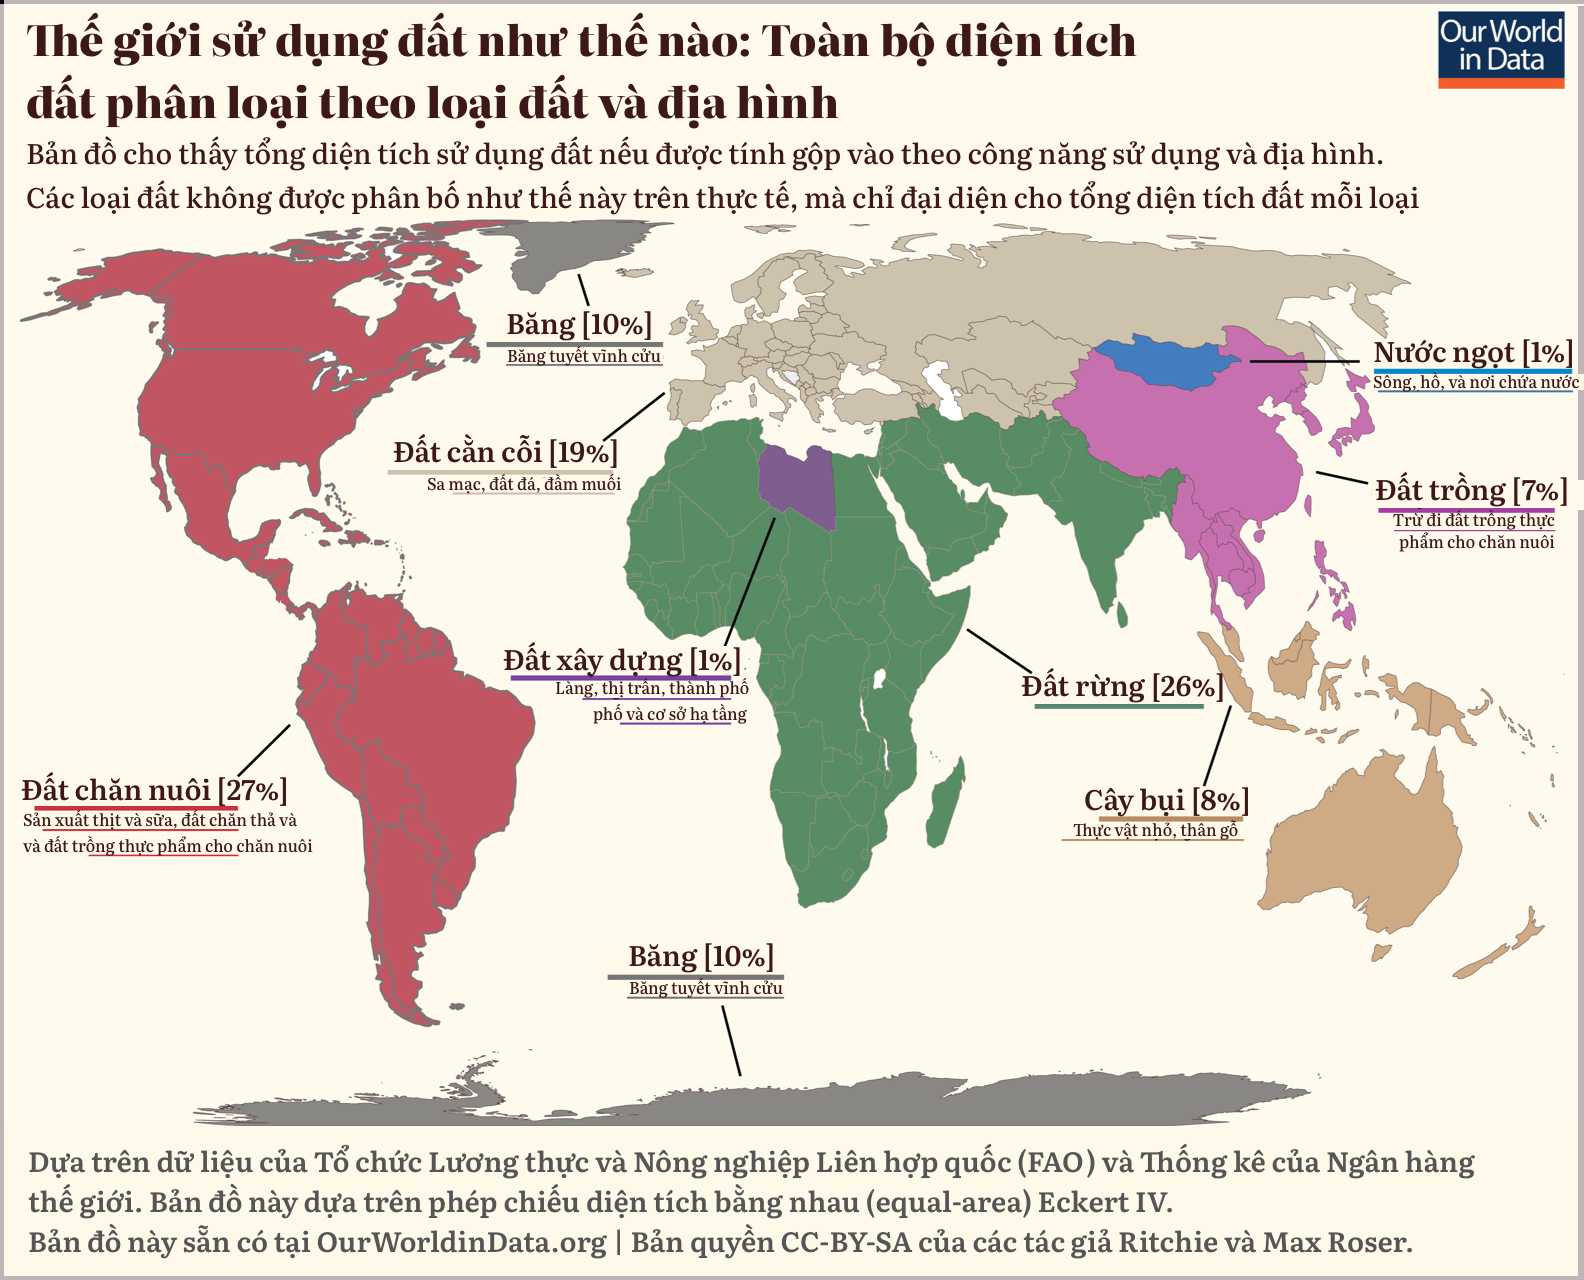 Thế giới sử dụng đất như thế nào: Toàn bộ diện tích
đất phân loại theo loại đất và địa hình
Our World
in Data
Bản đồ cho thấy tổng diện tích sử dụng đất nếu được tính gộp vào theo công năng sử dụng và địa hình.
Các loại đất không được phân bố như thế này trên thực tế, mà chỉ đại diện cho tổng diện tích đất mỗi loại
Băng [10%]
Băng tuyết vĩnh cửu
Nước ngọt [1%]
Sông, hồ, và nơi chứa nước
Đất cằn cỗi [19%]
Sa mạc, đất đá, đầm muối
Đất trồng [7%]
Trừ đi đất trồng thực
phẩm cho chăn nuôi
Đất xây dựng [1%]
Làng, thị trấn, thành phố
phố và cơ sở hạ tầng
Đất rừng [26%]
Đất chăn nuôi [27%]
Sản xuất thịt và sữa, đất chăn thả và
và đất trồng thực phẩm cho chăn nuôi
Cây bụi [8%]
Thực vật nhỏ, thân gỗ
Băng [10%]
Băng tuyết vĩnh cửu
Dựa trên dữ liệu của Tổ chức Lương thực và Nông nghiệp Liên hợp quốc (FAO) và Thống kê của Ngân hàng
thế giới. Bản đồ này dựa trên phép chiếu diện tích bằng nhau (equal-area) Eckert IV.
Bản đồ này sẵn có tại OurWorldinData.org | Bản quyền CC-BY-SA của các tác giả Ritchie và Max Roser.